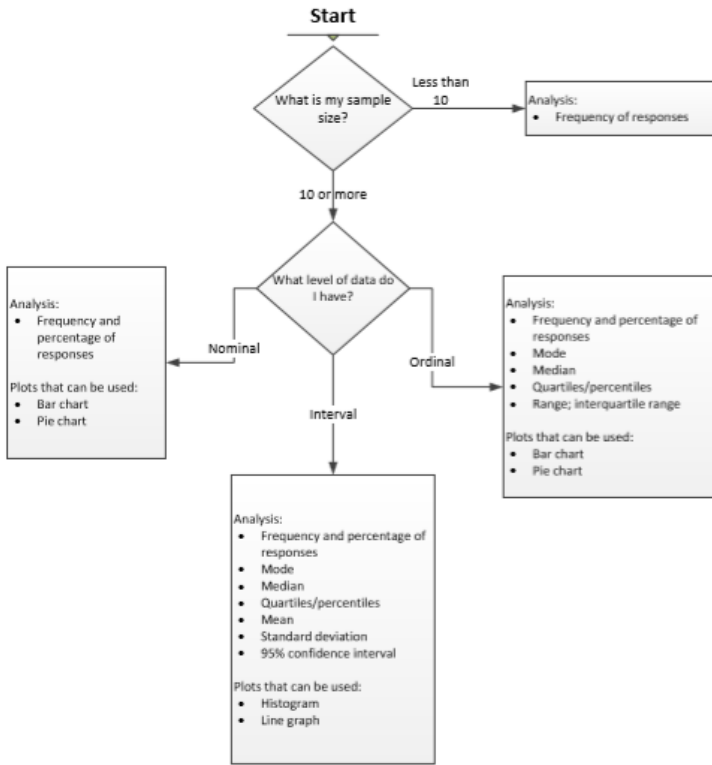 Start
What is my sample
size?
Less than
10
Analysis:
• Frequency of responses
10 or more
What level of data do
I have?
Nominal
Ordinal
Interval
Analysis:
• Frequency and
percentage of
responses
Plots that can be used:
• Bar chart
• Pie chart
Analysis:
• Frequency and percentage of
responses
• Mode
• Median
• Quartiles/percentiles
• Range; interquartile range
Plots that can be used:
• Bar chart
• Pie chart
Analysis:
• Frequency and percentage of
responses
• Mode
• Median
• Quartiles/percentiles
• Mean
• Standard deviation
• 95% confidence interval
Plots that can be used:
• Histogram
• Line graph